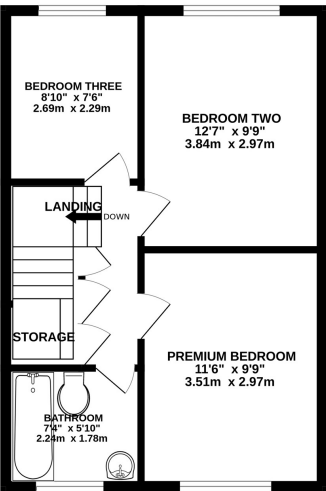 BEDROOM THREE
8'10" x 7'6"
2.69m x 2.29m
BEDROOM TWO
12'7" x 9'9"
3.84m x 2.97m
LANDING
DOWN
STORAGE
PREMIUM BEDROOM
11'6" x 9'9"
3.51m x 2.97m
BATHROOM
7'4" x 5'10"
2.24m x 1.78m